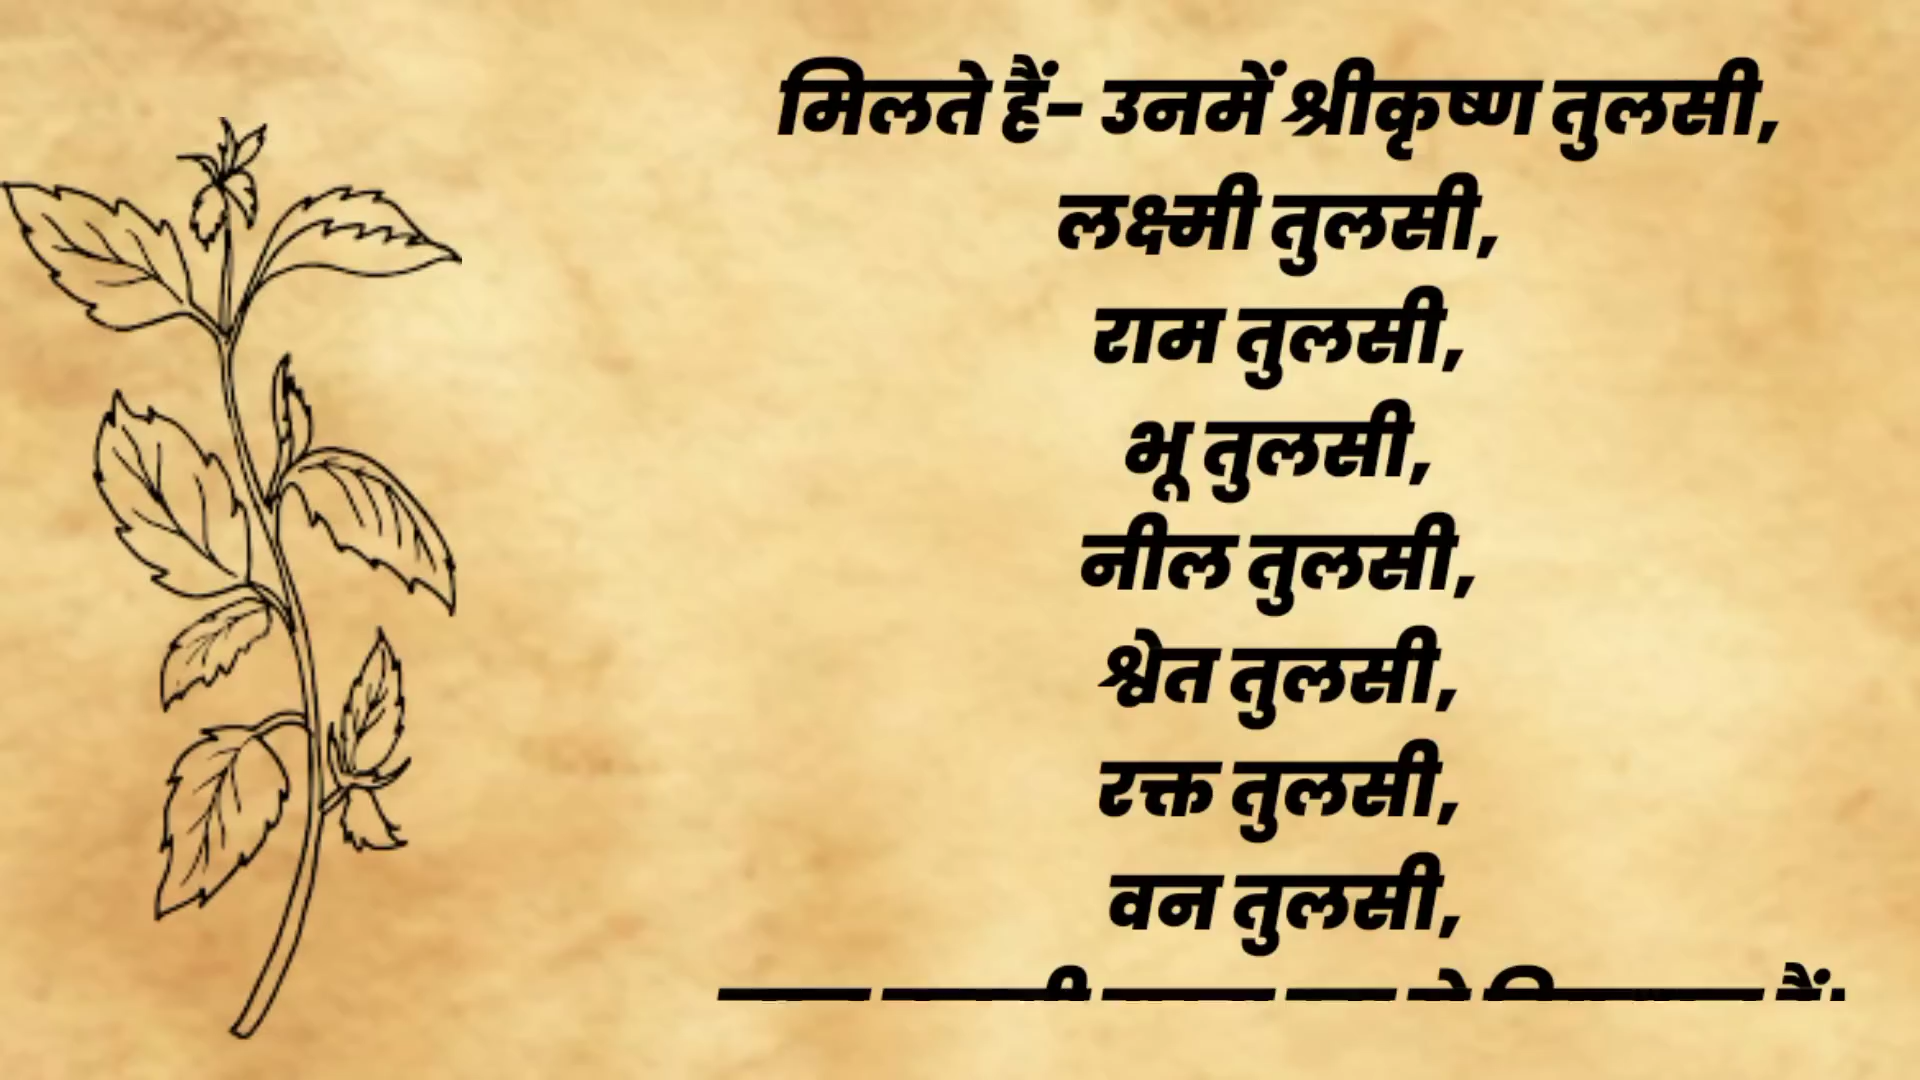 मिलते हैं- उनमें श्रीकृष्ण तुलसी,
लक्ष्मी तुलसी,
राम तुलसी,
भू तुलसी,
नील तुलसी,
श्वेत तुलसी,
रक्त तुलसी,
वन तुलसी,